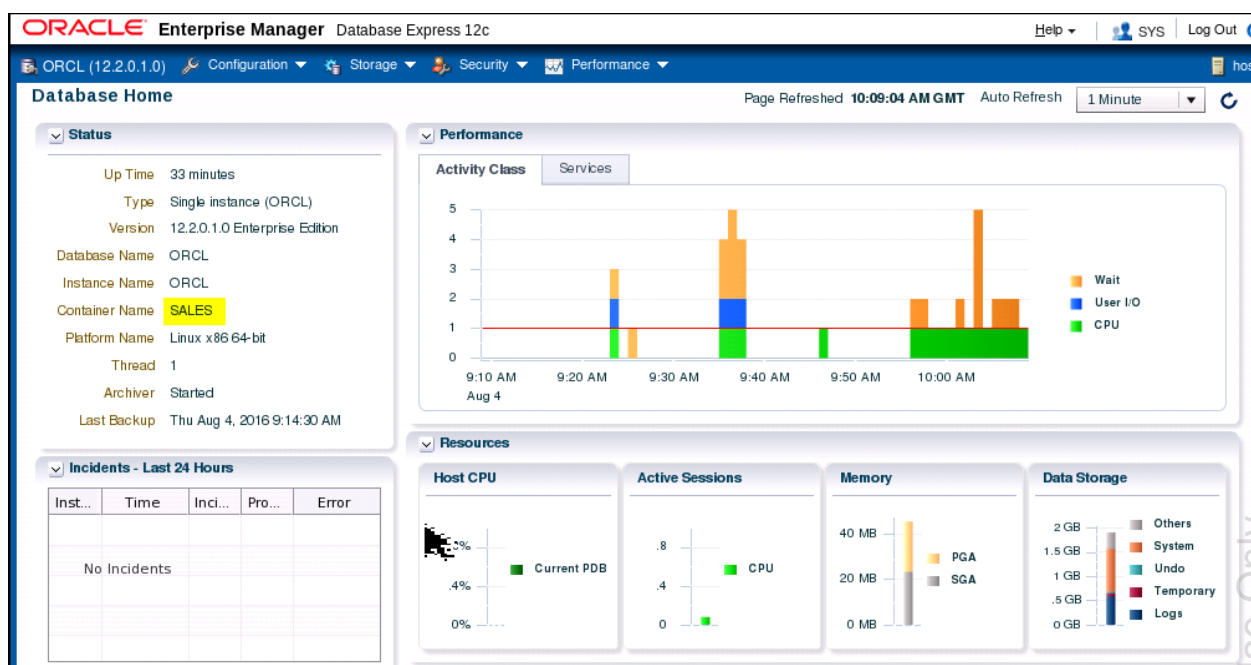 ORACLE Enterprise Manager Database Express 12c
Help SYS Log Out
ORCL (12.2.0.1.0) Configuration Storage Security Performance
Database Home
Page Refreshed 10:09:04 AM GMT Auto Refresh 1 Minute
Status
Up Time 33 minutes
Type Single instance (ORCL)
Version 12.2.0.1.0 Enterprise Edition
Database Name ORCL
Instance Name ORCL
Container Name SALES
Platform Name Linux x86 64-bit
Thread 1
Archiver Started
Last Backup Thu Aug 4, 2016 9:14:30 AM
Incidents - Last 24 Hours
Inst... Time Inci... Pro... Error
No Incidents
Performance
Activity Class Services
5
4
3
2
1
0
9:10 AM 9:20 AM 9:30 AM 9:40 AM 9:50 AM 10:00 AM
Aug 4
Wait
User I/O
CPU
Resources
Host CPU
.4%
0%
Current PDB
Active Sessions
.8
.4
0
CPU
Memory
40 MB
20 MB
0 MB
PGA
SGA
Data Storage
2 GB
1.5 GB
1 GB
.5 GB
0 GB
Others
System
Undo
Temporary
Logs
Only